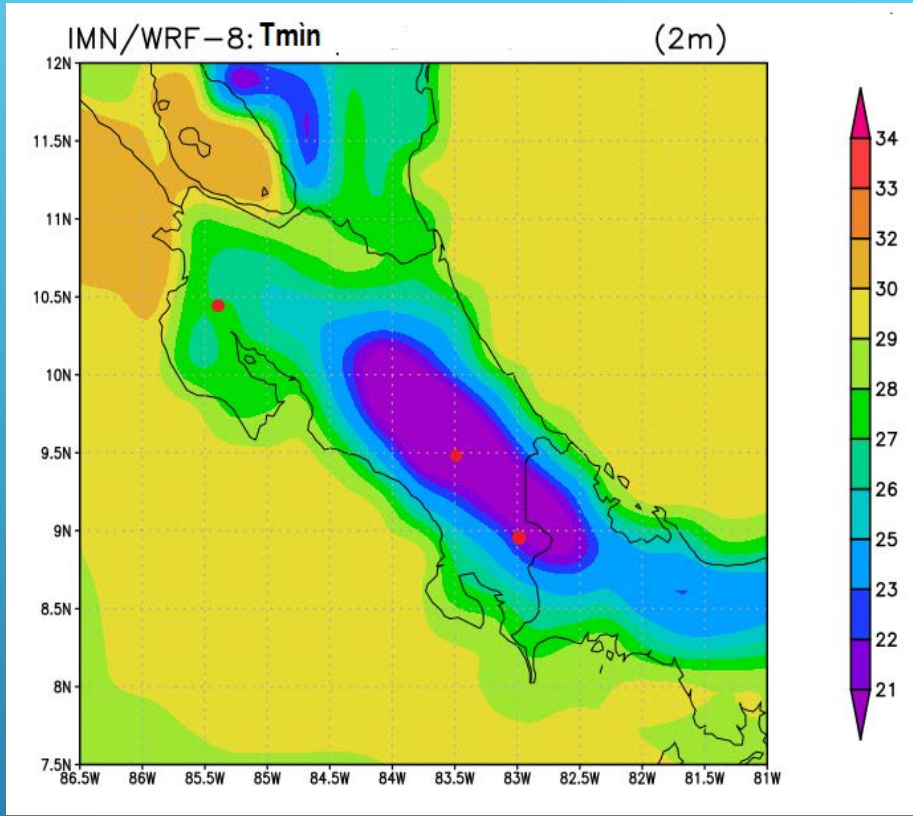 IMN/WRF-8: Tmìn (2m)
12N
11.5N
11N
10.5N
10N
9.5N
9N
8.5N
8N
7.5N
86.5W 86W 85.5W 85W 84.5W 84W 83.5W 83W 82.5W 82W 81.5W 81W
34
33
32
30
29
28
27
26
25
23
22
21